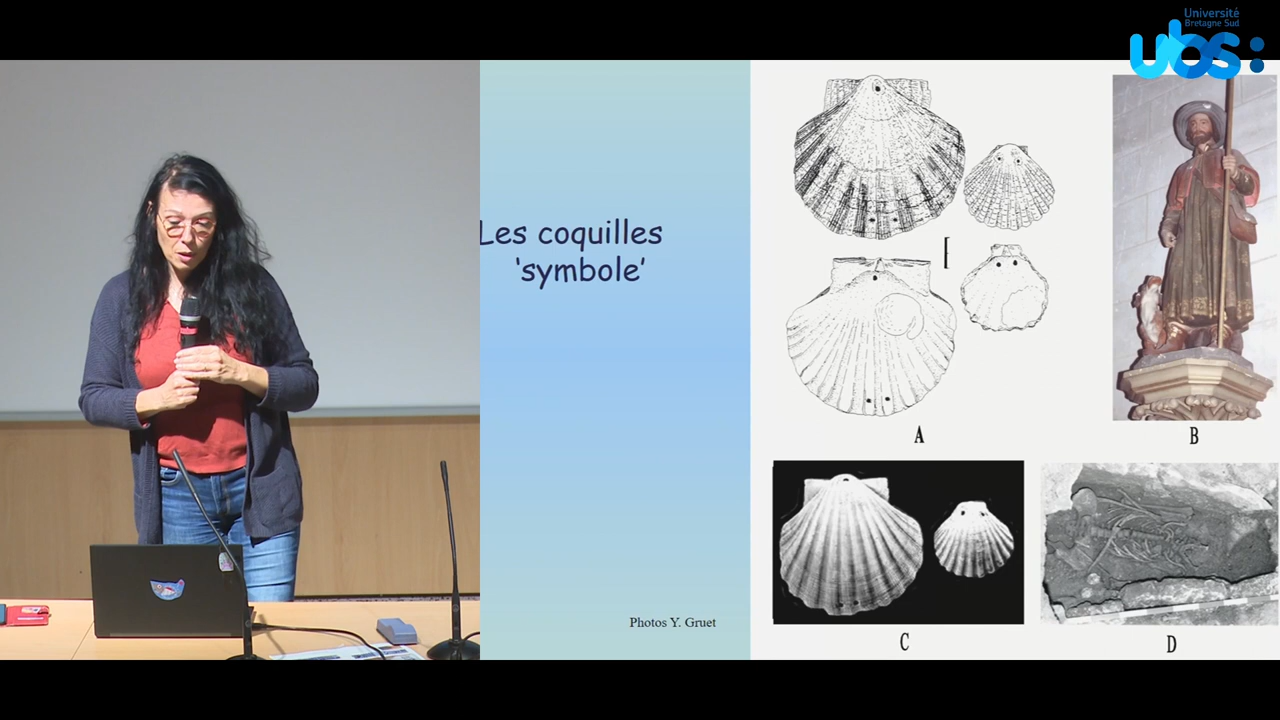 Université
Bretagne Sud
ubs:
Les coquilles
'symbole'
A
B
C
D
Photos Y. Gruet